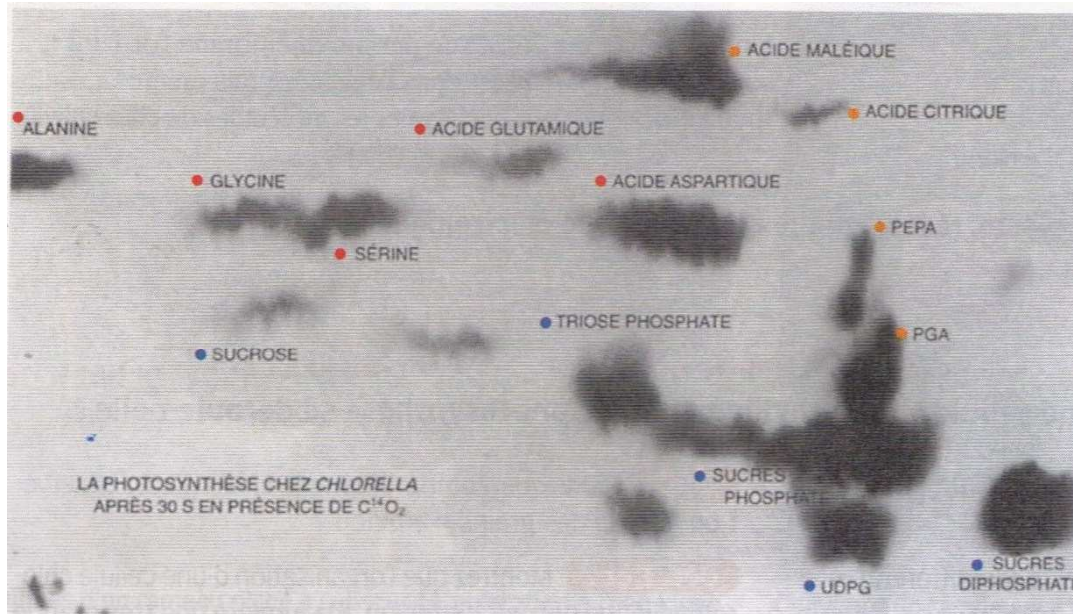 ACIDE MALÉIQUE
ACIDE CITRIQUE
ALANINE
ACIDE GLUTAMIQUE
GLYCINE
ACIDE ASPARTIQUE
PEPA
SÉRINE
TRIOSE PHOSPHATE
PGA
SUCROSE
LA PHOTOSYNTHÈSE CHEZ CHLORELLA
APRÈS 30 S EN PRÉSENCE DE C¹⁴O₂
SUCRES
PHOSPHATE
UDPG
SUCRES
DIPHOSPHATE